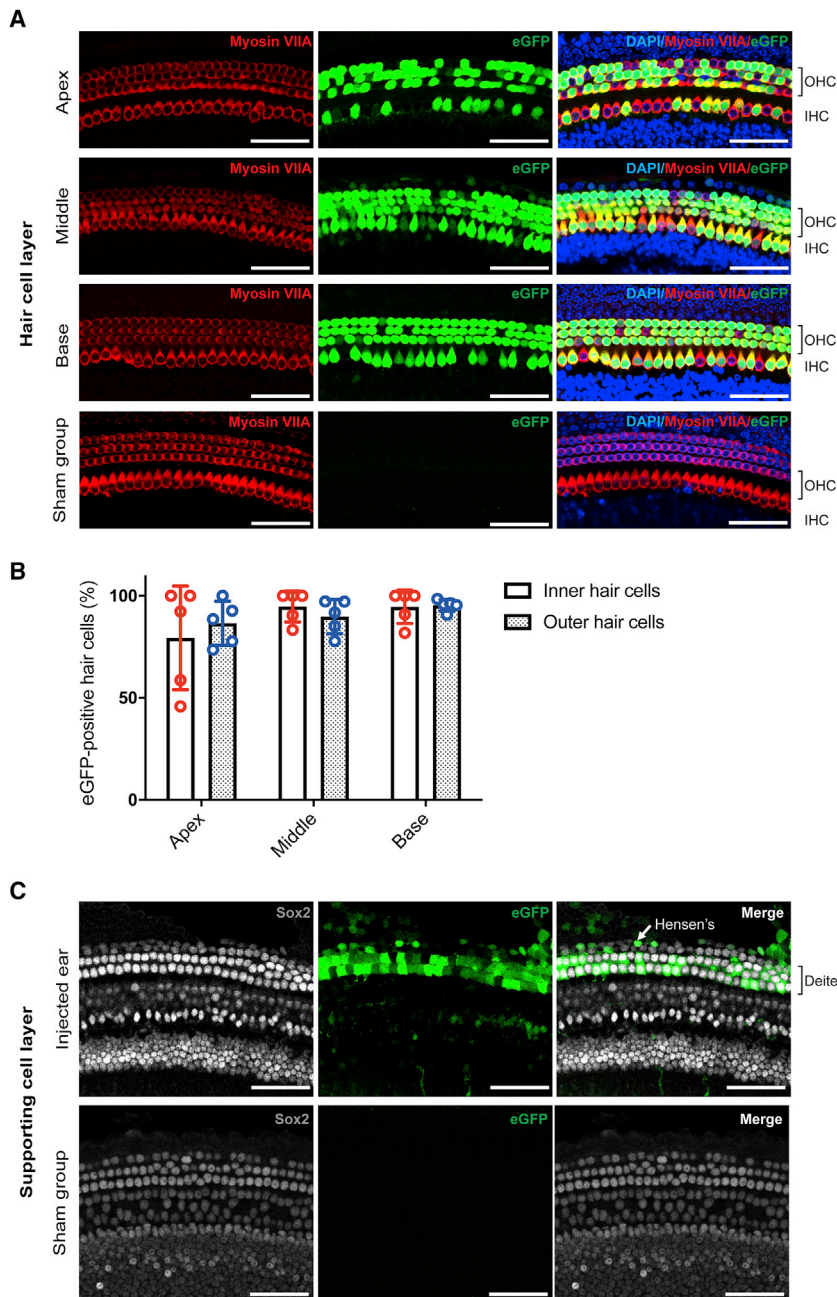 A
Hair cell layer
Apex
Myosin VIIA
eGFP
DAPI/Myosin VIIA/eGFP
OHC
IHC
Middle
Myosin VIIA
eGFP
DAPI/Myosin VIIA/eGFP
OHC
IHC
Base
Myosin VIIA
eGFP
DAPI/Myosin VIIA/eGFP
OHC
IHC
Sham group
Myosin VIIA
eGFP
DAPI/Myosin VIIA/eGFP
OHC
IHC
B
eGFP-positive hair cells (%)
100
50
0
Apex
Middle
Base
Inner hair cells
Outer hair cells
C
Supporting cell layer
Injected ear
Sox2
eGFP
Merge
Hensen's
Deite
Sham group
Sox2
eGFP
Merge